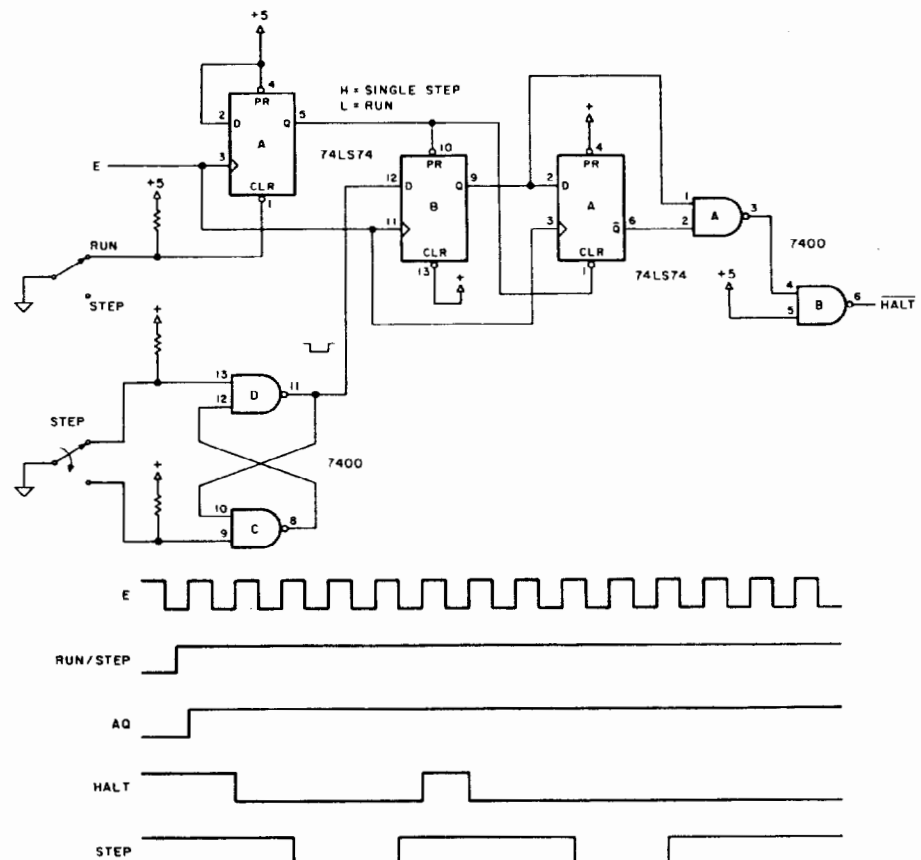 +5
4
PR
2 D Q 5
A
3
CLR
1
74LS74
H = SINGLE STEP
L = RUN
E
+5
RUN
STEP
10
PR
12 D Q 9
B
11
CLR
13
+
+
4
PR
2 D
A
3 Q 6
CLR
1
74LS74
1
A 3
2
7400
+5
4
B 6 HALT
5
+
13
D 11
12
STEP
7400
+
10
C 8
9
E
RUN/STEP
AQ
HALT
STEP